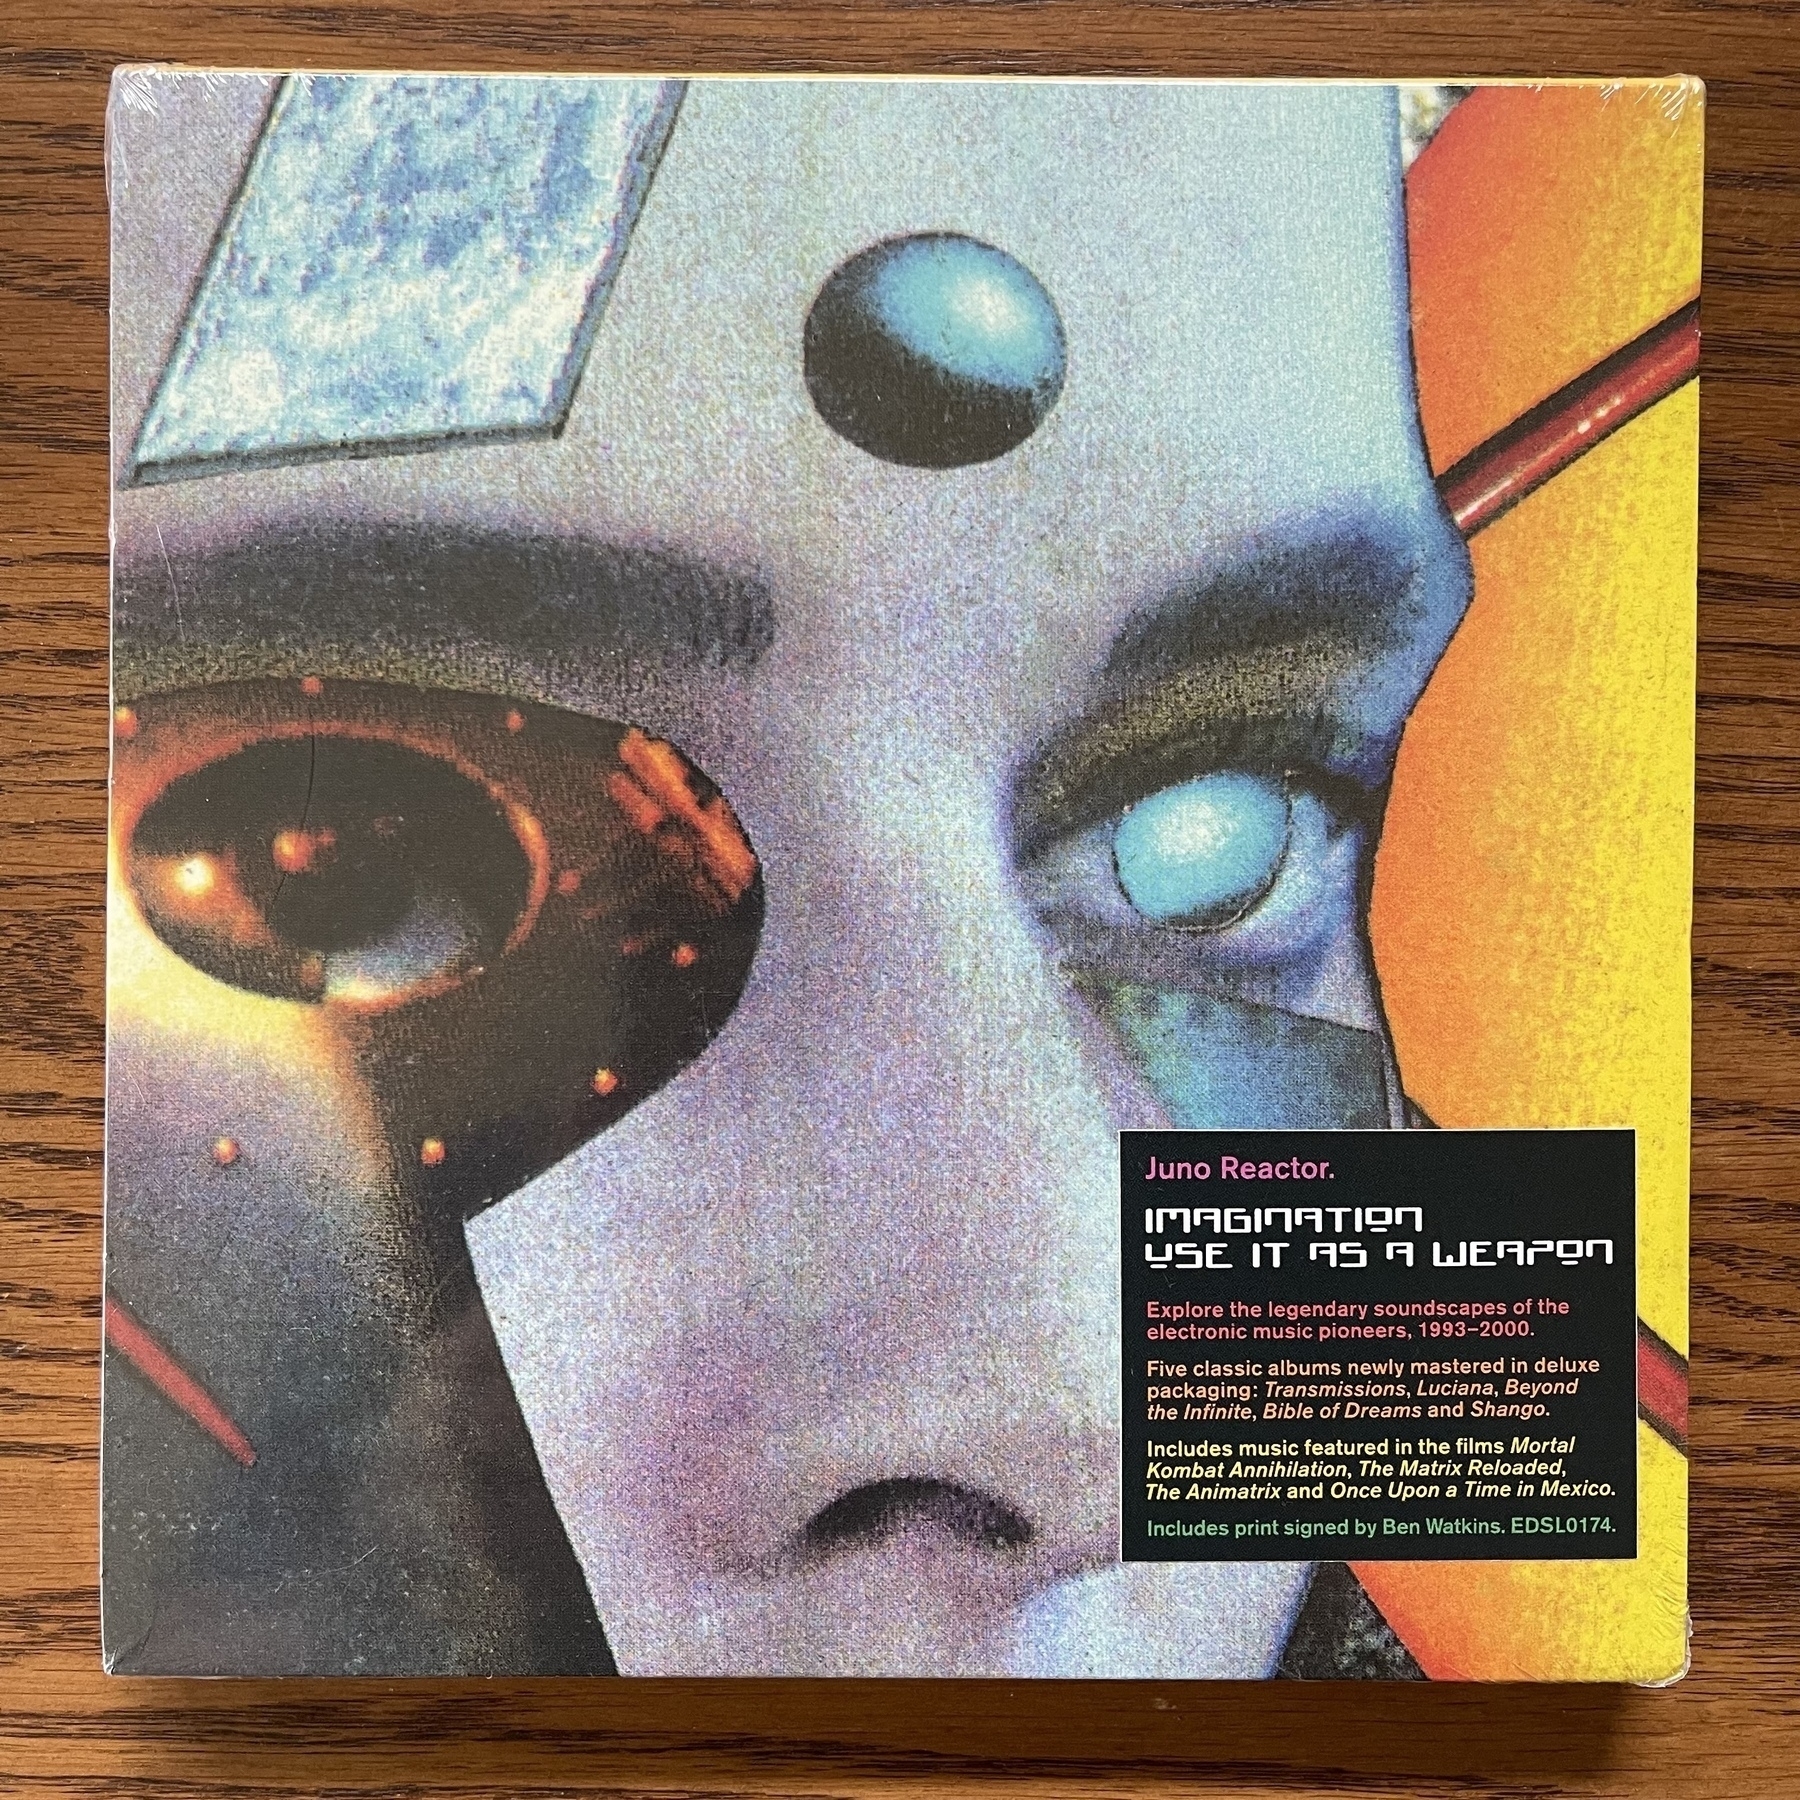 Juno Reactor.
IMAGINATION
USE IT AS A WEAPON
Explore the legendary soundscapes of the
electronic music pioneers, 1993–2000.
Five classic albums newly mastered in deluxe
packaging: Transmissions, Luciana, Beyond
the Infinite, Bible of Dreams and Shango.
Includes music featured in the films Mortal
Kombat Annihilation, The Matrix Reloaded,
The Animatrix and Once Upon a Time in Mexico.
Includes print signed by Ben Watkins. EDSL0174.